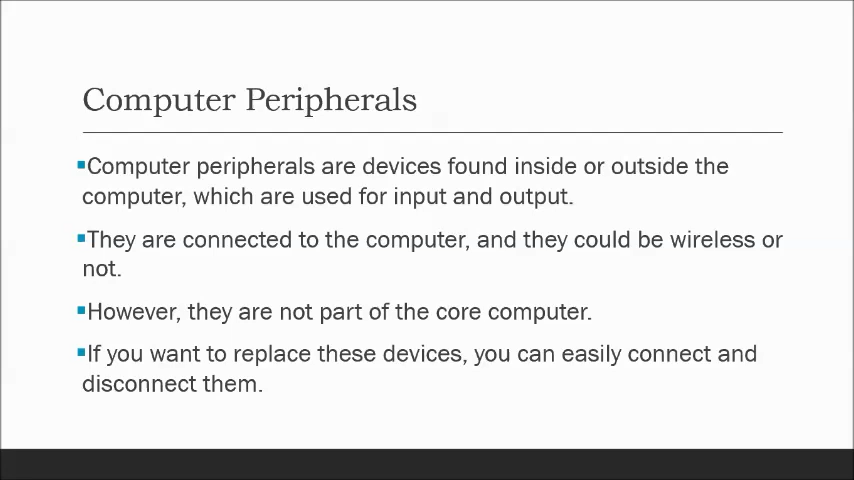 Computer Peripherals
▪Computer peripherals are devices found inside or outside the
computer, which are used for input and output.
▪They are connected to the computer, and they could be wireless or
not.
▪However, they are not part of the core computer.
▪If you want to replace these devices, you can easily connect and
disconnect them.